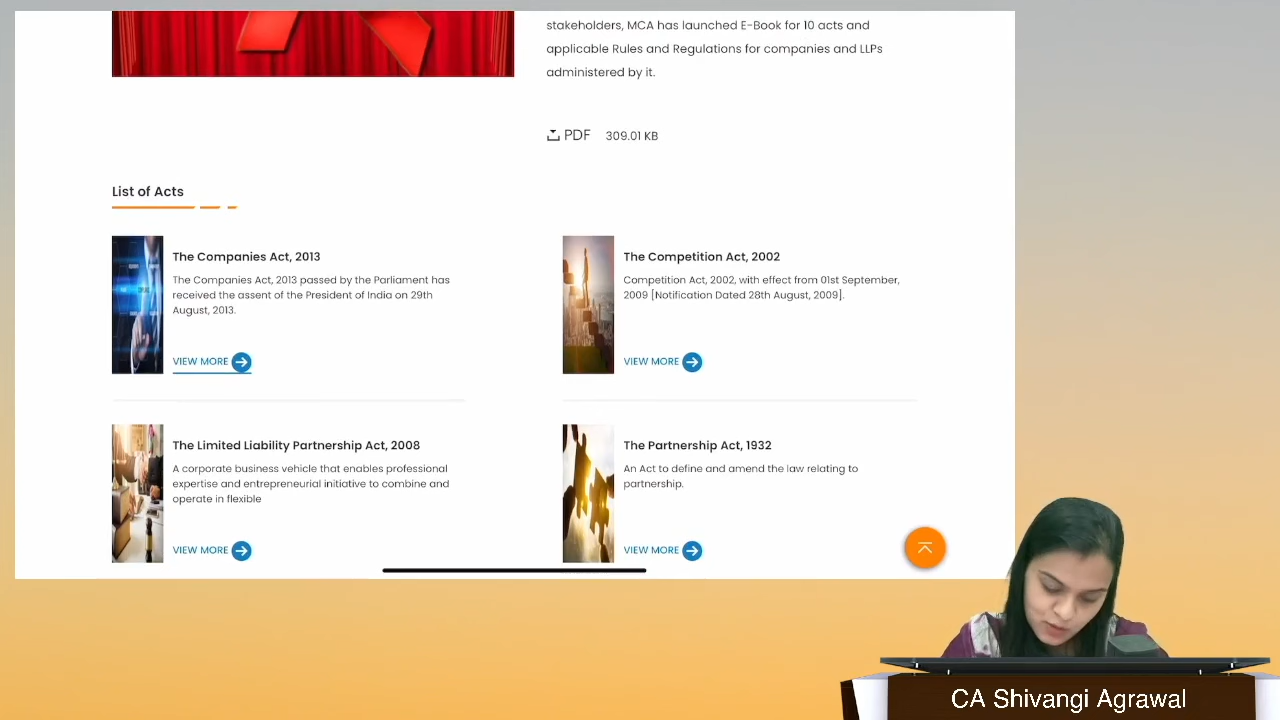 stakeholders, MCA has launched E-Book for 10 acts and
applicable Rules and Regulations for companies and LLPs
administered by it.
PDF 309.01 KB
List of Acts
The Companies Act, 2013
The Companies Act, 2013 passed by the Parliament has
received the assent of the President of India on 29th
August, 2013.
VIEW MORE
The Competition Act, 2002
Competition Act, 2002, with effect from 01st September,
2009 [Notification Dated 28th August, 2009].
VIEW MORE
The Limited Liability Partnership Act, 2008
A corporate business vehicle that enables professional
expertise and entrepreneurial initiative to combine and
operate in flexible
VIEW MORE
The Partnership Act, 1932
An Act to define and amend the law relating to
partnership.
VIEW MORE
CA Shivangi Agrawal